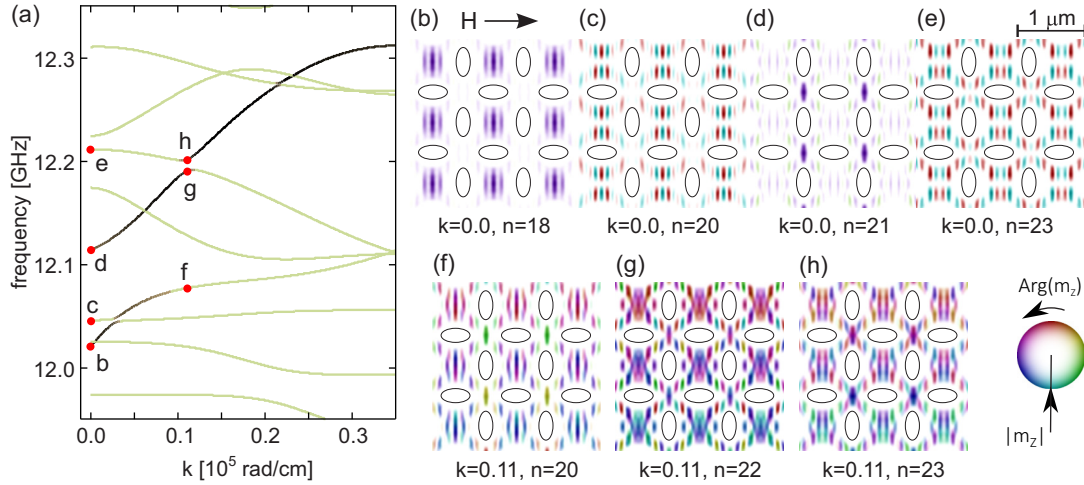 (a)
frequency [GHz]
12.3
12.2
12.1
12.0
0.0
0.1
0.2
0.3
k [10⁵ rad/cm]
e
d
c
b
h
g
f
(b)
H
(c)
(d)
(e)
1 µm
k=0.0, n=18
k=0.0, n=20
k=0.0, n=21
k=0.0, n=23
(f)
(g)
(h)
Arg(m_Z)
|m_Z|
k=0.11, n=20
k=0.11, n=22
k=0.11, n=23